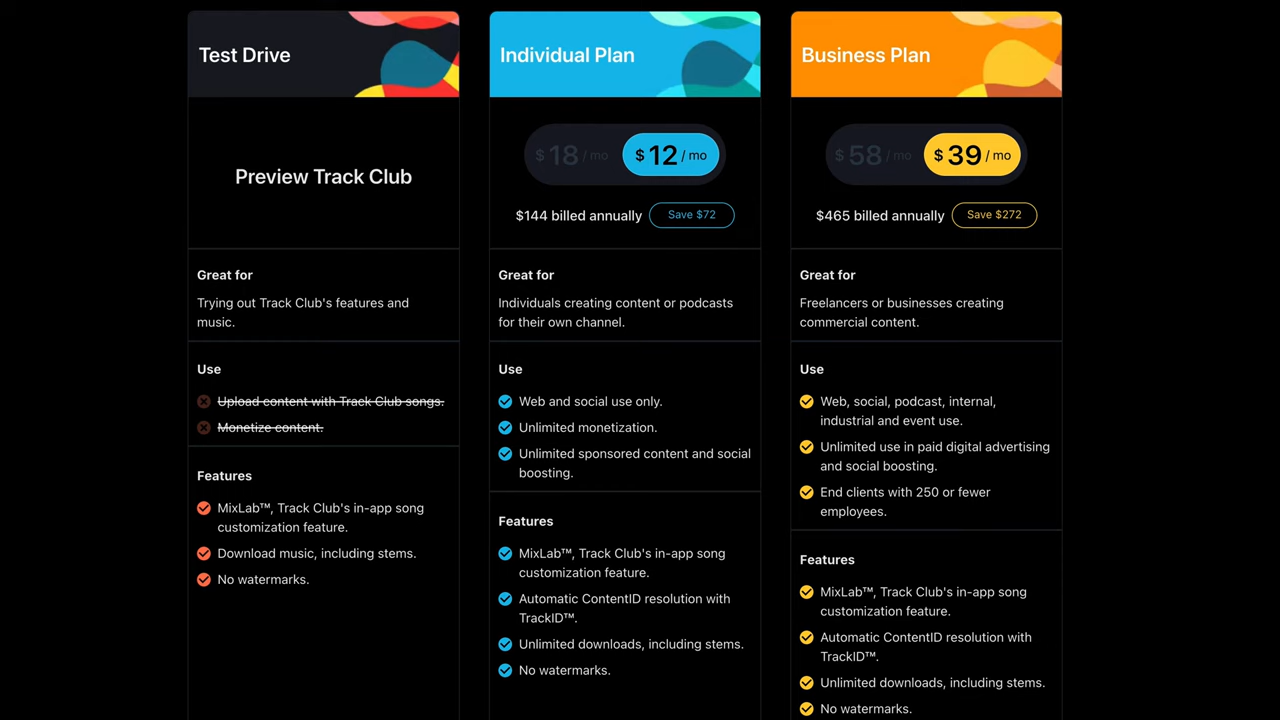 Test Drive
Preview Track Club
Great for
Trying out Track Club's features and
music.
Use
Upload content with Track Club songs.
Monetize content.
Features
MixLab™, Track Club's in-app song
customization feature.
Download music, including stems.
No watermarks.
Individual Plan
$ 18 / mo
$ 12 / mo
$144 billed annually
Save $72
Great for
Individuals creating content or podcasts
for their own channel.
Use
Web and social use only.
Unlimited monetization.
Unlimited sponsored content and social
boosting.
Features
MixLab™, Track Club's in-app song
customization feature.
Automatic ContentID resolution with
TrackID™.
Unlimited downloads, including stems.
No watermarks.
Business Plan
$ 58 / mo
$ 39 / mo
$465 billed annually
Save $272
Great for
Freelancers or businesses creating
commercial content.
Use
Web, social, podcast, internal,
industrial and event use.
Unlimited use in paid digital advertising
and social boosting.
End clients with 250 or fewer
employees.
Features
MixLab™, Track Club's in-app song
customization feature.
Automatic ContentID resolution with
TrackID™.
Unlimited downloads, including stems.
No watermarks.